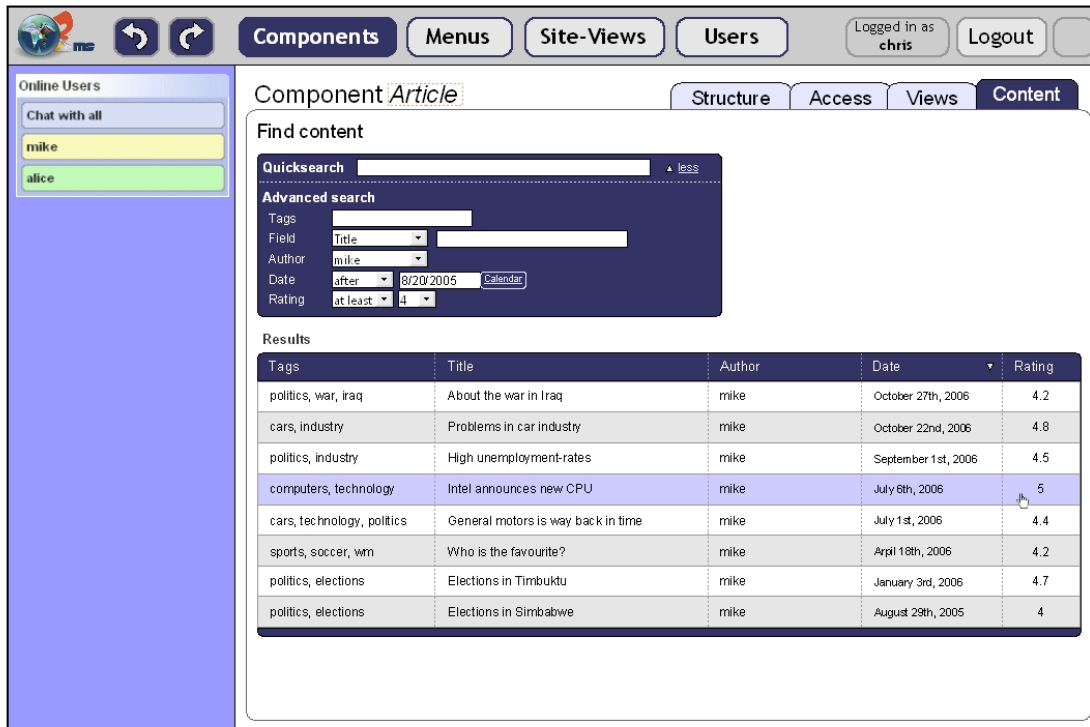 ms
Components
Menus
Site-Views
Users
Logged in as
chris
Logout
Online Users
Chat with all
mike
alice
Component Article
Structure
Access
Views
Content
Find content
Quicksearch
less
Advanced search
Tags
Field Title
Author mike
Date after 8/20/2005 Calendar
Rating at least 4
Results
Tags Title Author Date Rating
politics, war, iraq About the war in Iraq mike October 27th, 2006 4.2
cars, industry Problems in car industry mike October 22nd, 2006 4.8
politics, industry High unemployment-rates mike September 1st, 2006 4.5
computers, technology Intel announces new CPU mike July 6th, 2006 5
cars, technology, politics General motors is way back in time mike July 1st, 2006 4.4
sports, soccer, wm Who is the favourite? mike Arpil 18th, 2006 4.2
politics, elections Elections in Timbuktu mike January 3rd, 2006 4.7
politics, elections Elections in Simbabwe mike August 29th, 2005 4